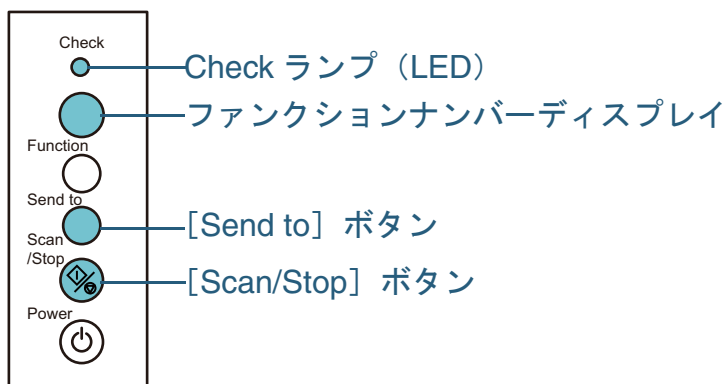 Check
Check ランプ（LED）
ファンクションナンバーディスプレイ
Function
Send to
［Send to］ボタン
Scan
/Stop
［Scan/Stop］ボタン
Power